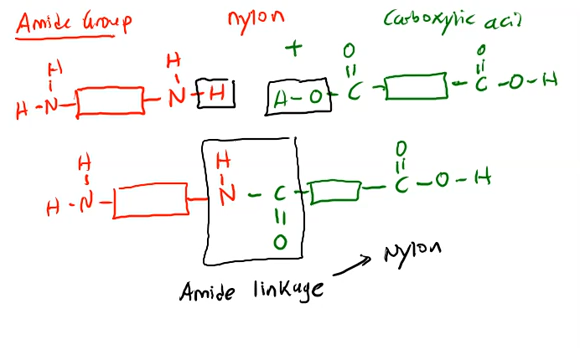 Amide Group nylon Carboxylic acid
+
H O O
H H
H-N N-H H-O-C C-O-H
H H O
H-N N-C C-O-H
O
Amide linkage → Nylon